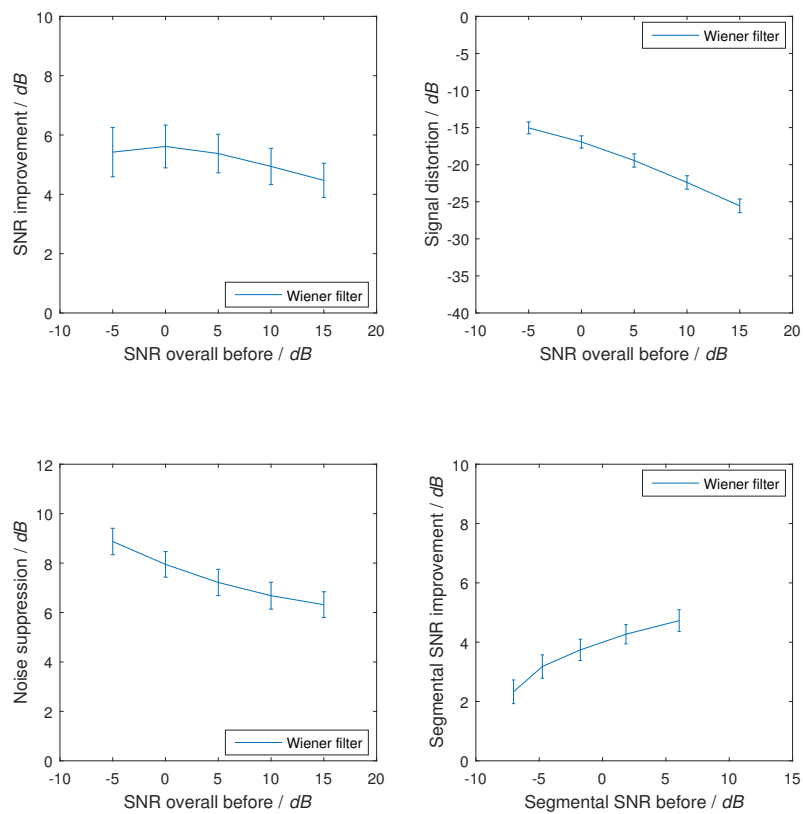 SNR improvement / dB
10
8
6
4
2
0
Wiener filter
-10 -5 0 5 10 15 20
SNR overall before / dB
Signal distortion / dB
0
-5
-10
-15
-20
-25
-30
-35
-40
Wiener filter
-10 -5 0 5 10 15 20
SNR overall before / dB
Noise suppression / dB
12
10
8
6
4
2
0
Wiener filter
-10 -5 0 5 10 15 20
SNR overall before / dB
Segmental SNR improvement / dB
10
8
6
4
2
0
Wiener filter
-10 -5 0 5 10 15
Segmental SNR before / dB